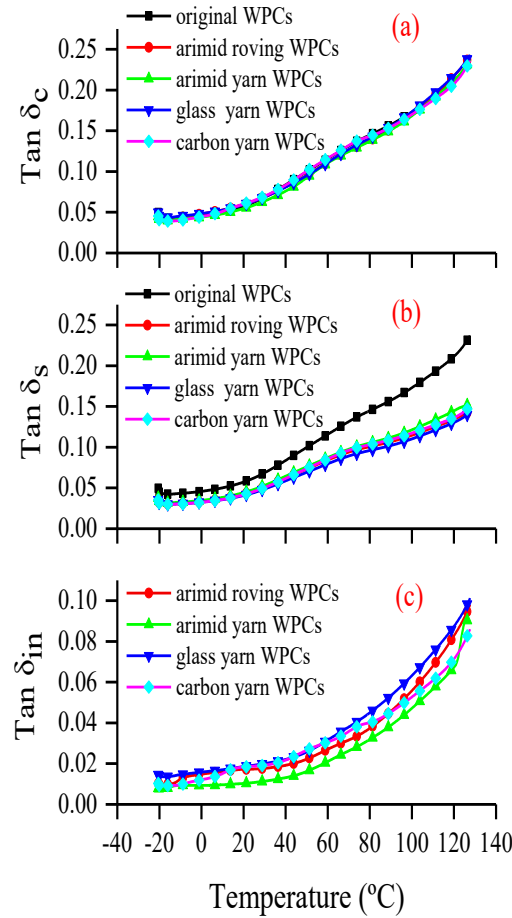 original WPCs
(a)
arimid roving WPCs
arimid yarn WPCs
glass yarn WPCs
carbon yarn WPCs
Tan δc
0.25
0.20
0.15
0.10
0.05
0.00
original WPCs
(b)
arimid roving WPCs
arimid yarn WPCs
glass yarn WPCs
carbon yarn WPCs
Tan δs
0.25
0.20
0.15
0.10
0.05
0.00
arimid roving WPCs
(c)
arimid yarn WPCs
glass yarn WPCs
carbon yarn WPCs
Tan δin
0.10
0.08
0.06
0.04
0.02
0.00
-40 -20 0 20 40 60 80 100 120 140
Temperature (ºC)